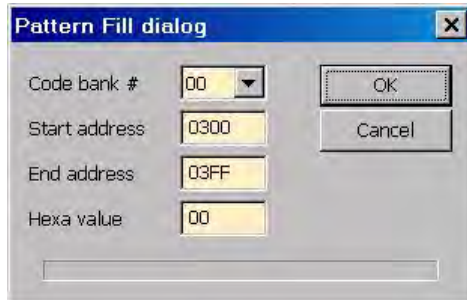 Pattern Fill dialog
Code bank # 00 OK
Start address 0300 Cancel
End address 03FF
Hexa value 00